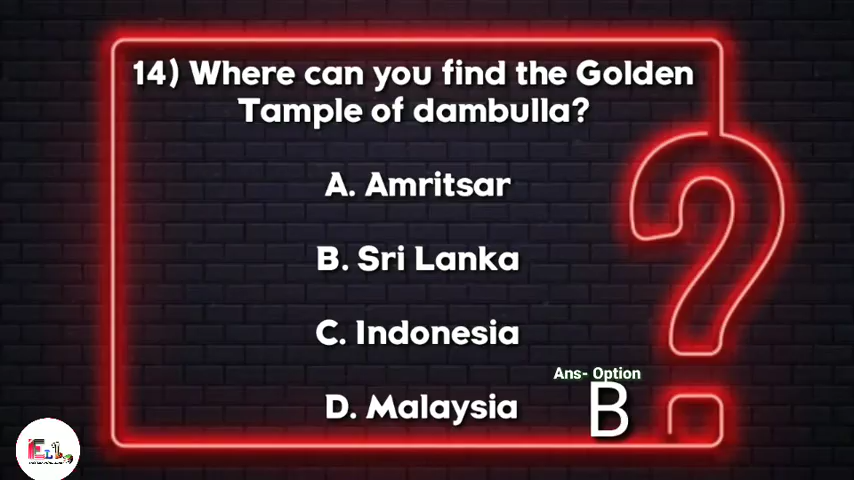 14) Where can you find the Golden
Tample of dambulla?
A. Amritsar
B. Sri Lanka
C. Indonesia
D. Malaysia
Ans- Option
B